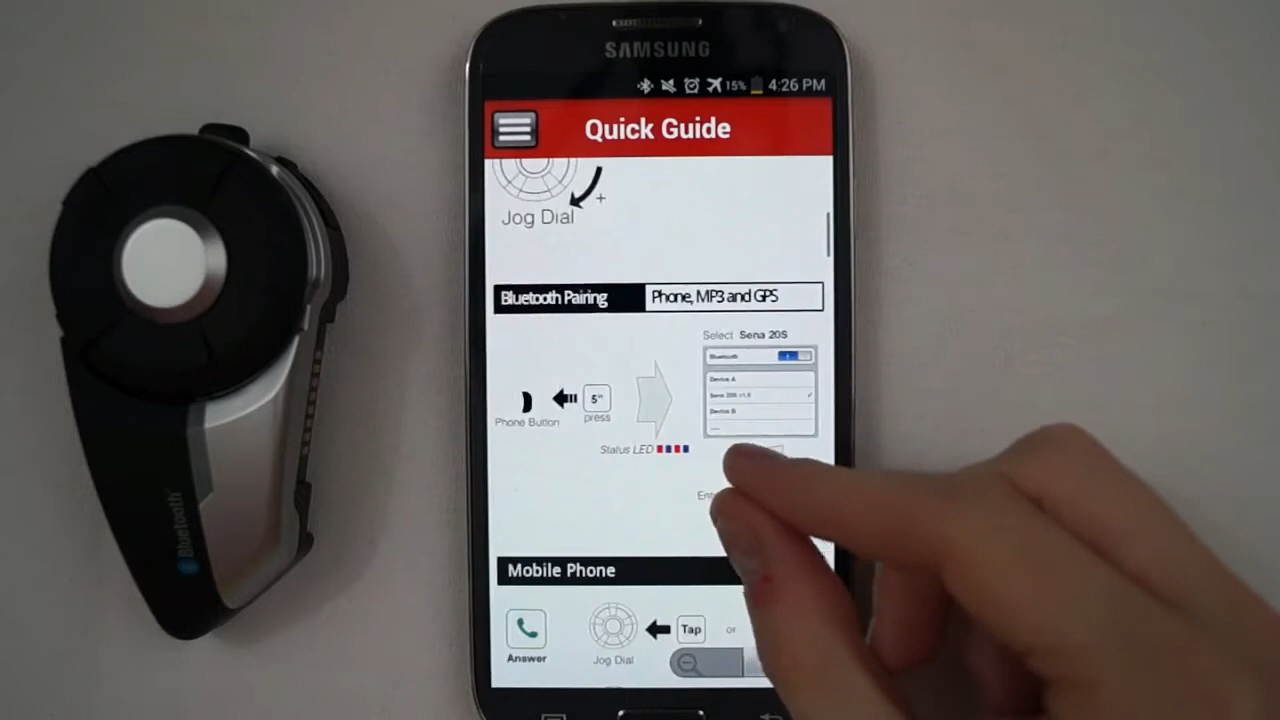 SAMSUNG
15% 4:26 PM
Quick Guide
+
Jog Dial
Bluetooth Pairing Phone, MP3 and GPS
Select Sena 20S
Bluetooth
Device A
5" press
Device B
Phone Button
Status LED
Mobile Phone
Tap or
Answer
Jog Dial
Bluetooth